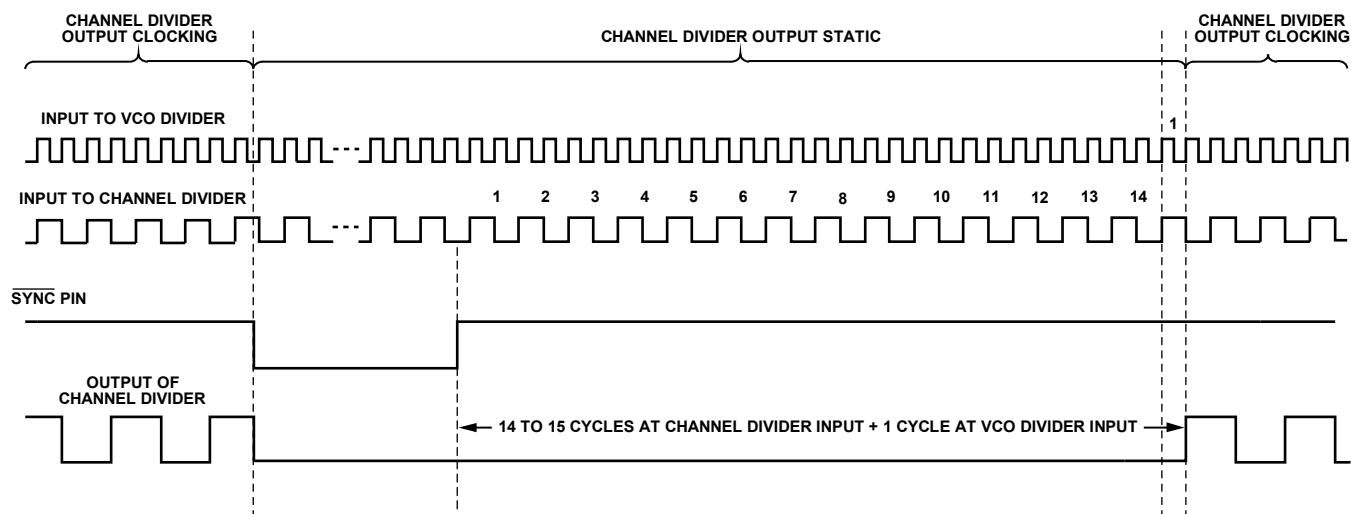 CHANNEL DIVIDER
OUTPUT CLOCKING
CHANNEL DIVIDER OUTPUT STATIC
CHANNEL DIVIDER
OUTPUT CLOCKING
INPUT TO VCO DIVIDER
1
INPUT TO CHANNEL DIVIDER
1 2 3 4 5 6 7 8 9 10 11 12 13 14
SYNC PIN
OUTPUT OF
CHANNEL DIVIDER
14 TO 15 CYCLES AT CHANNEL DIVIDER INPUT + 1 CYCLE AT VCO DIVIDER INPUT